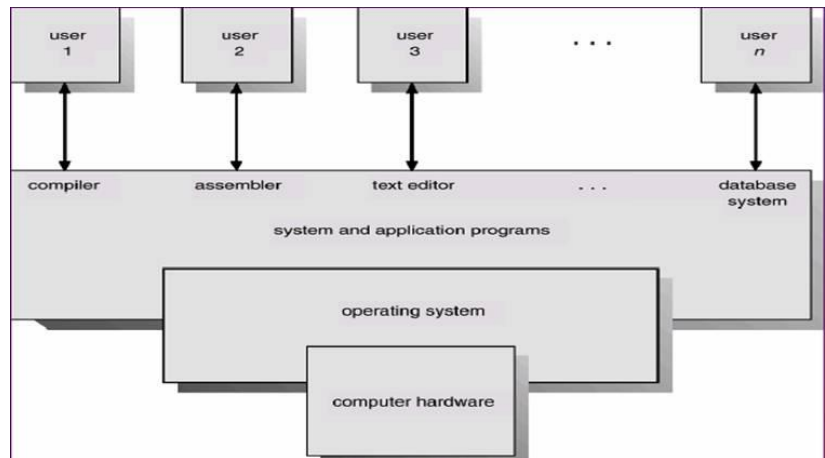 user
1
user
2
user
3
. . .
user
n
compiler
assembler
text editor
. . .
database
system
system and application programs
operating system
computer hardware